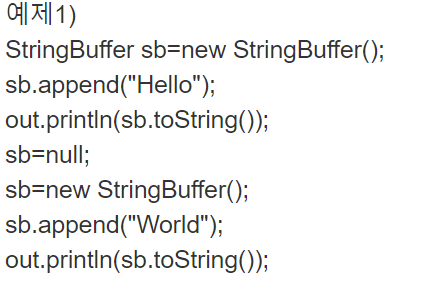 예제1)
StringBuffer sb=new StringBuffer();
sb.append("Hello");
out.println(sb.toString());
sb=null;
sb=new StringBuffer();
sb.append("World");
out.println(sb.toString());